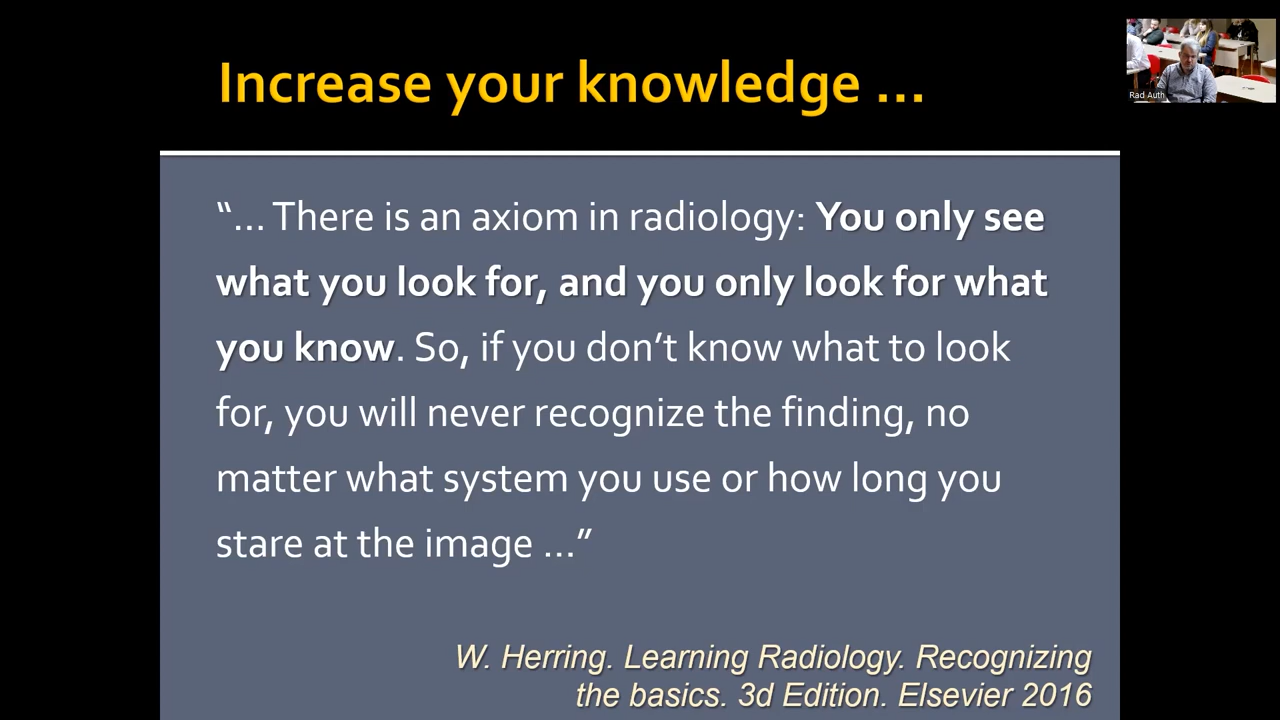 Increase your knowledge ...
Rad Auth
“... There is an axiom in radiology: You only see
what you look for, and you only look for what
you know. So, if you don’t know what to look
for, you will never recognize the finding, no
matter what system you use or how long you
stare at the image ...”
W. Herring. Learning Radiology. Recognizing
the basics. 3d Edition. Elsevier 2016